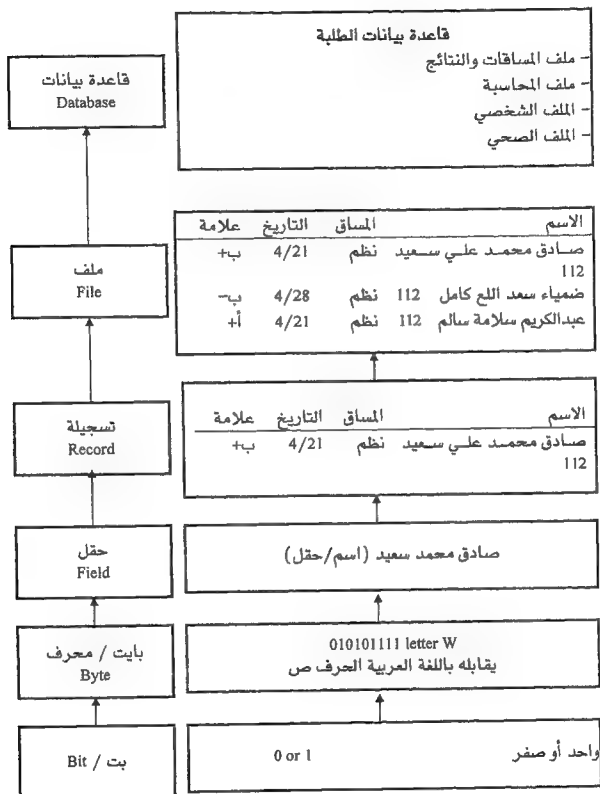 قاعدة بيانات الطلبة
- ملف المساقات والنتائج
- ملف المحاسبة
- الملف الشخصي
- الملف الصحي
قاعدة بيانات
Database
الاسم المساق التاريخ علامة
صادق محمد علي سعيد نظم 4/21 ب+
112
ضمياء سعد اللع كامل 112 نظم 4/28 ب-
عبدالكريم سلامة سالم 112 نظم 4/21 أ+
ملف
File
الاسم المساق التاريخ علامة
صادق محمد علي سعيد نظم 4/21 ب+
112
تسجيلة
Record
صادق محمد سعيد (اسم/حقل)
حقل
Field
010101111 letter W
يقابله باللغة العربية الحرف ص
بايت / محرف
Byte
واحد أو صفر 0 or 1
بت / Bit